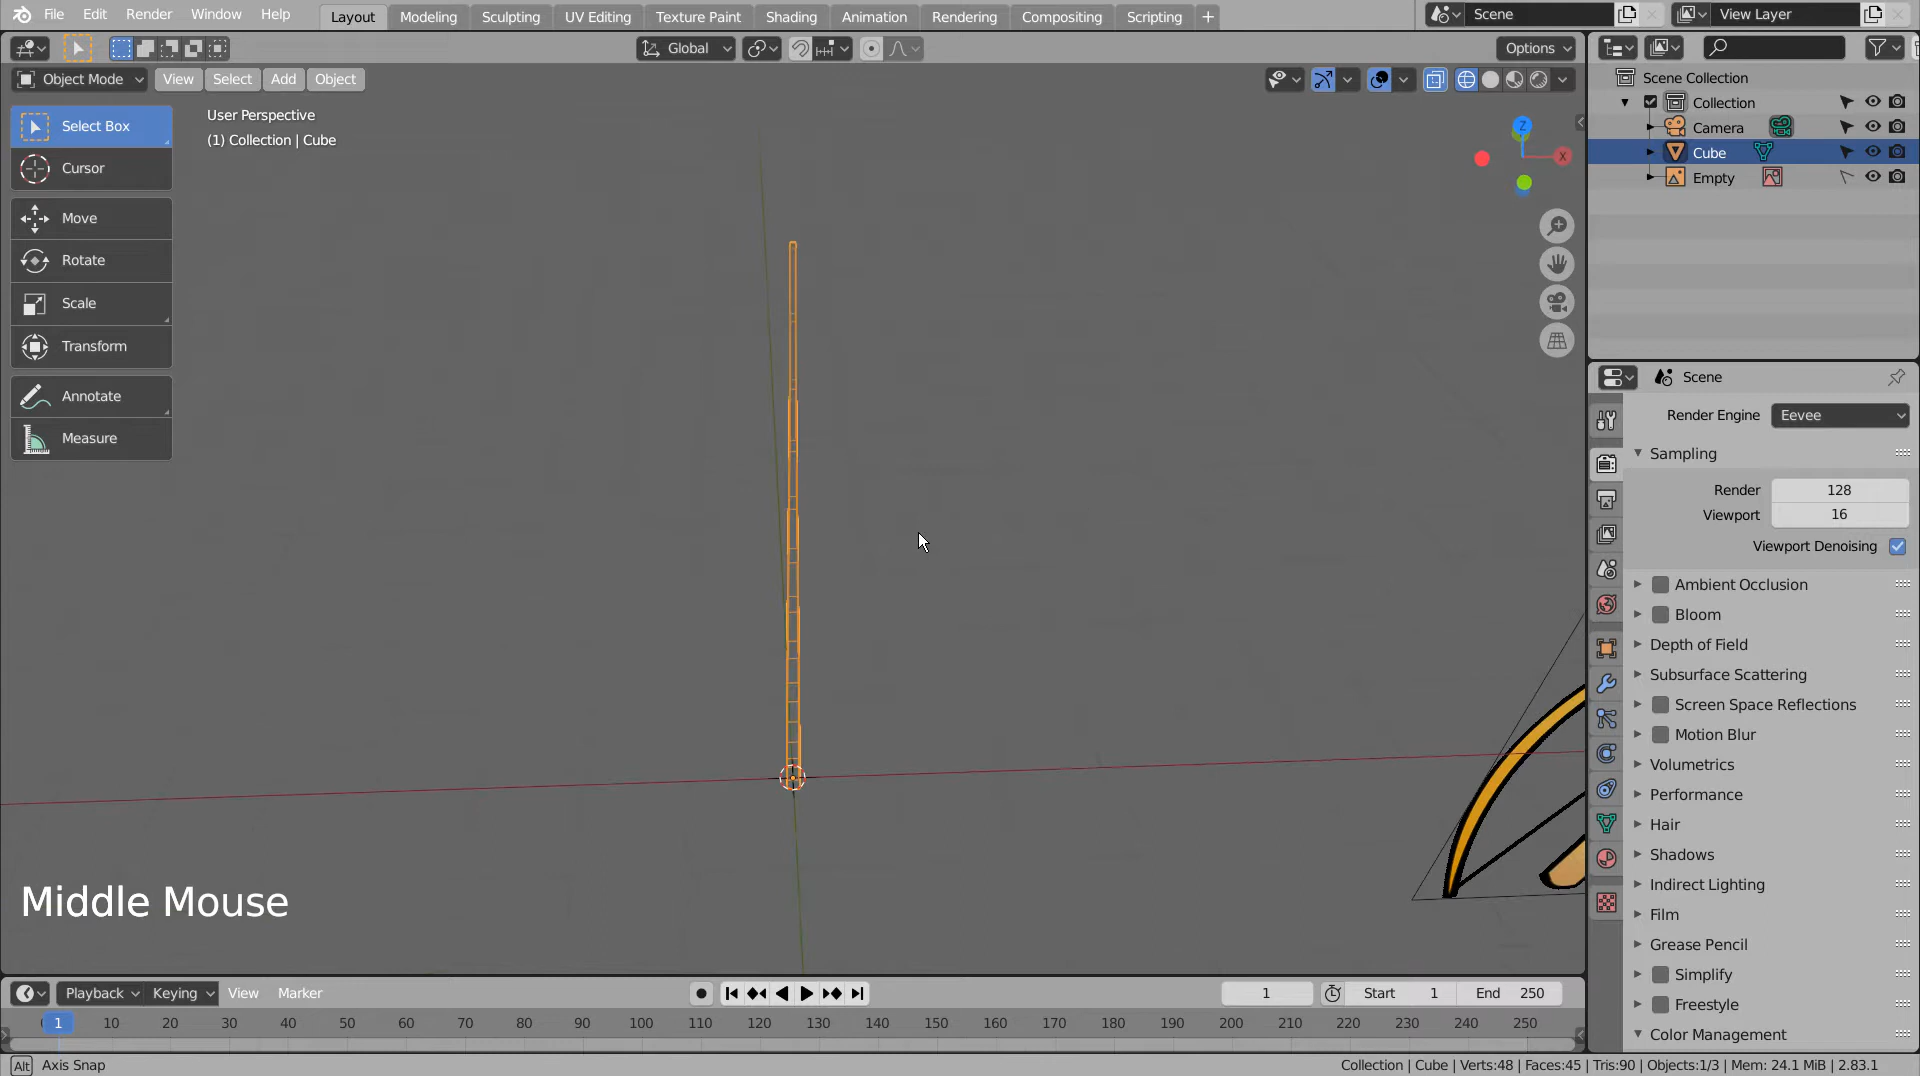 File Edit Render Window Help Layout Modeling Sculpting UV Editing Texture Paint Shading Animation Rendering Compositing Scripting + Scene View Layer
Global Options
Object Mode View Select Add Object
User Perspective
(1) Collection | Cube
Select Box
Cursor
Move
Rotate
Scale
Transform
Annotate
Measure
Z
X
Middle Mouse
Scene Collection
Collection
Camera
Cube
Empty
Scene
Render Engine Eevee
Sampling
Render 128
Viewport 16
Viewport Denoising
Ambient Occlusion
Bloom
Depth of Field
Subsurface Scattering
Screen Space Reflections
Motion Blur
Volumetrics
Performance
Hair
Shadows
Indirect Lighting
Film
Grease Pencil
Simplify
Freestyle
Color Management
Playback Keying View Marker 1 Start 1 End 250
1 10 20 30 40 50 60 70 80 90 100 110 120 130 140 150 160 170 180 190 200 210 220 230 240 250
Alt Axis Snap Collection | Cube | Verts:48 | Faces:45 | Tris:90 | Objects:1/3 | Mem: 24.1 MiB | 2.83.1